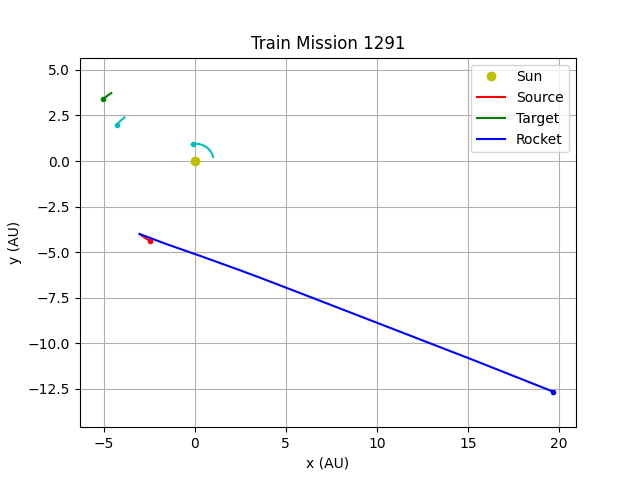 Train Mission 1291
Sun
Source
Target
Rocket
5.0
2.5
0.0
−2.5
−5.0
−7.5
−10.0
−12.5
y (AU)
−5
0
5
10
15
20
x (AU)